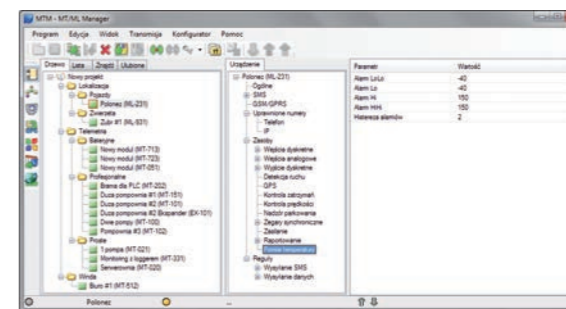 MTM - MT/ML Manager
Program Edycja Widok Transmisja Konfigurator Pomoc
Drzewo Lista Znajdź Ulubione
Nowy projekt
Lokalizacja
Pojazdy
Polonez (ML-231)
Zwierzęta
Żubr #1 (ML-931)
Telemetria
Bateryjne
Nowy moduł (MT-713)
Nowy moduł (MT-723)
Nowy moduł (MT-051)
Profesjonalne
Brama dla PLC (MT-202)
Duża pompownia #1 (MT-151)
Duża pompownia #2 (MT-101)
Duża pompownia #2 Ekspander (EX-101)
Dwie pompy (MT-100)
Pompownia #3 (MT-102)
Proste
1 pompa (MT-021)
Monitoring z loggerem (MT-331)
Serwerownia (MT-020)
Winda
Biuro #1 (MT-512)
Urządzenie
Polonez (ML-231)
Ogólne
SMS
GSM/GPRS
Uprawnione numery
Telefon
IP
Zasoby
Wejścia dyskretne
Wejścia analogowe
Wyjścia dyskretne
Detekcja ruchu
GPS
Kontrola zatrzymań
Kontrola prędkości
Nadzór parkowania
Zegary synchroniczne
Zasilanie
Raportowanie
Pomiar temperatury
Reguły
Wysyłanie SMS
Wysyłanie danych
Parametr Wartość
Alarm LoLo -40
Alarm Lo -40
Alarm Hi 150
Alarm HiHi 150
Histereza alarmów 2
Polonez